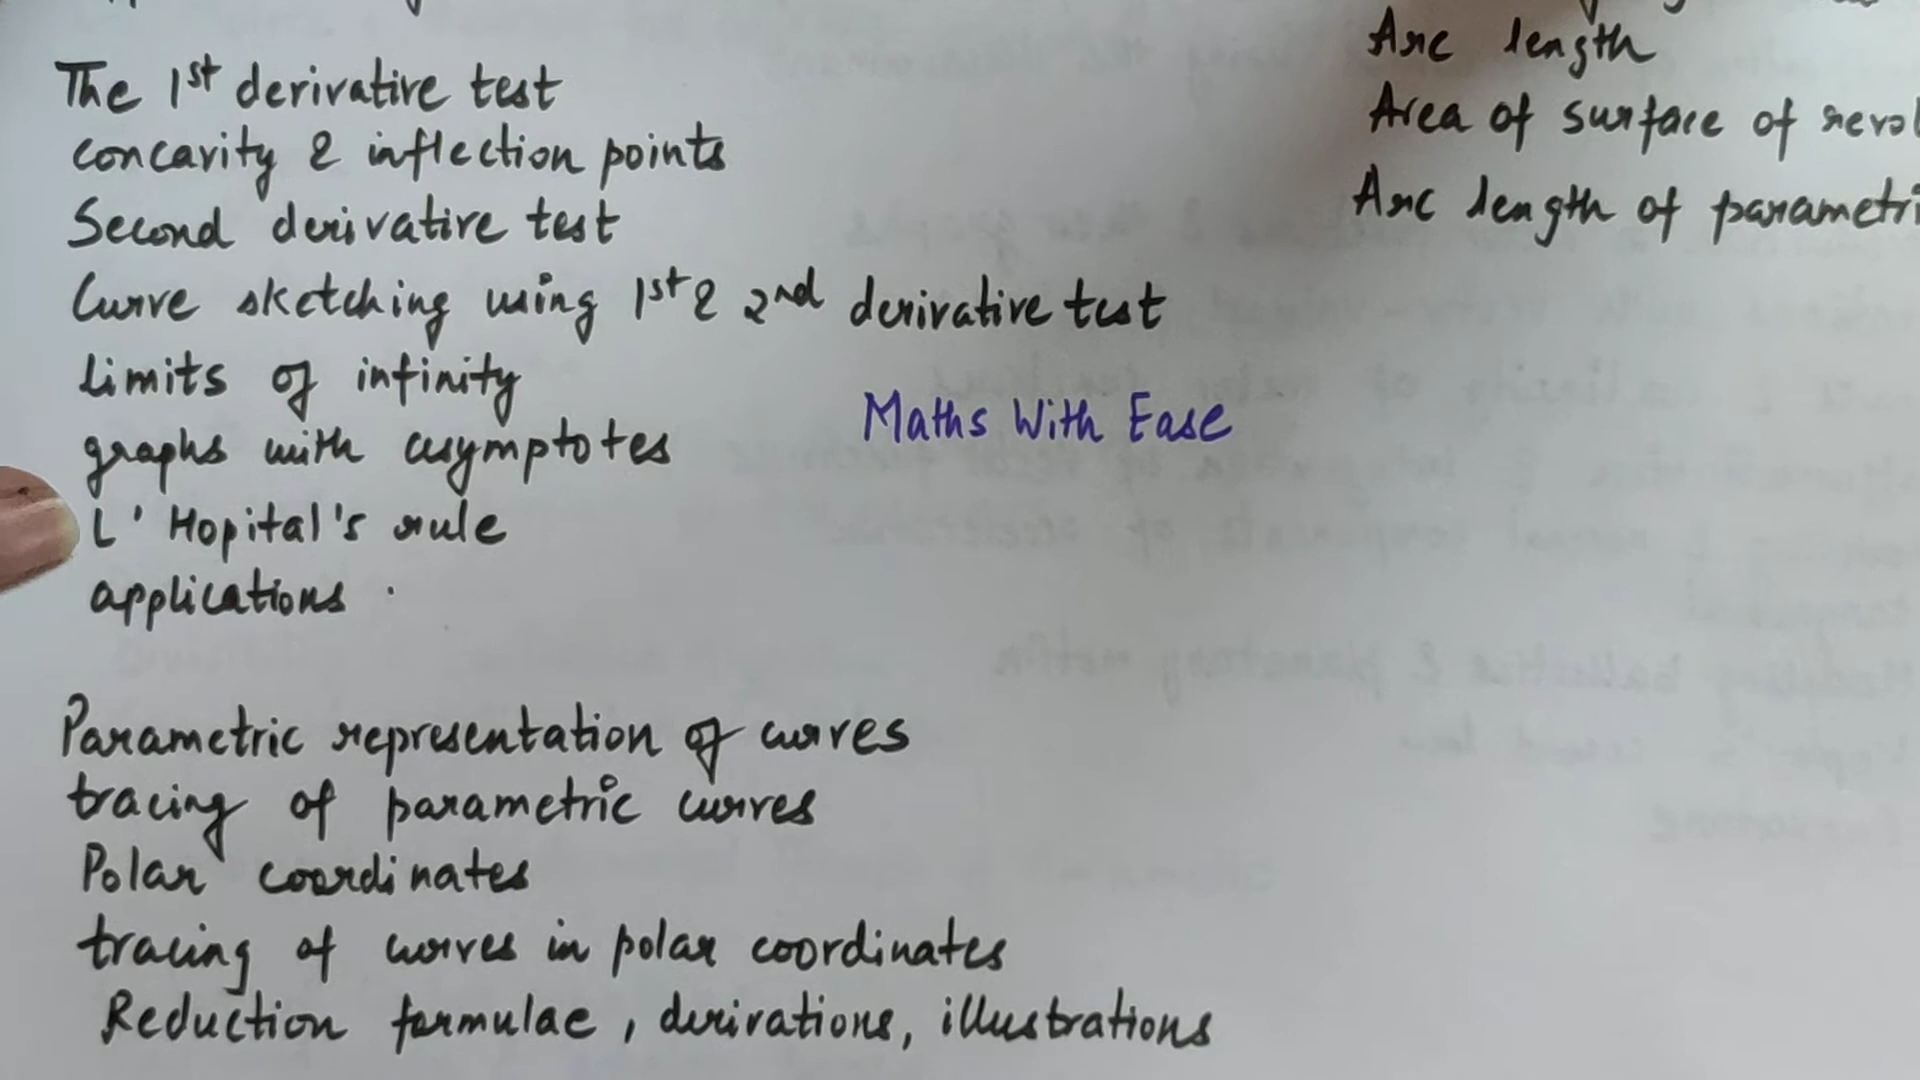 The 1st derivative test
concavity & inflection points
Second derivative test
Curve sketching using 1st & 2nd derivative test
limits of infinity
graphs with asymptotes
L'Hopital's rule
applications.
Parametric representation of curves
tracing of parametric curves
Polar coordinates
tracing of curves in polar coordinates
Reduction formulae, derivations, illustrations
Arc length
Area of surface of revol
Arc length of parametri
Maths With Ease